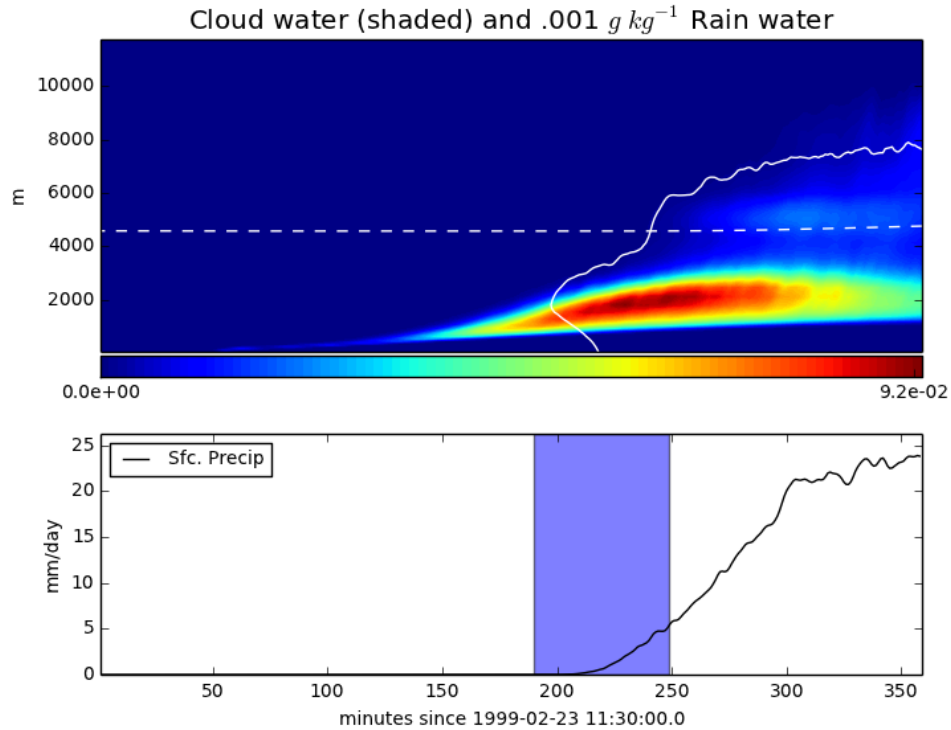 Cloud water (shaded) and .001 g kg⁻¹ Rain water
10000
8000
6000
4000
2000
m
0.0e+00 9.2e-02
25
20
15
10
5
0
mm/day
Sfc. Precip
50 100 150 200 250 300 350
minutes since 1999-02-23 11:30:00.0